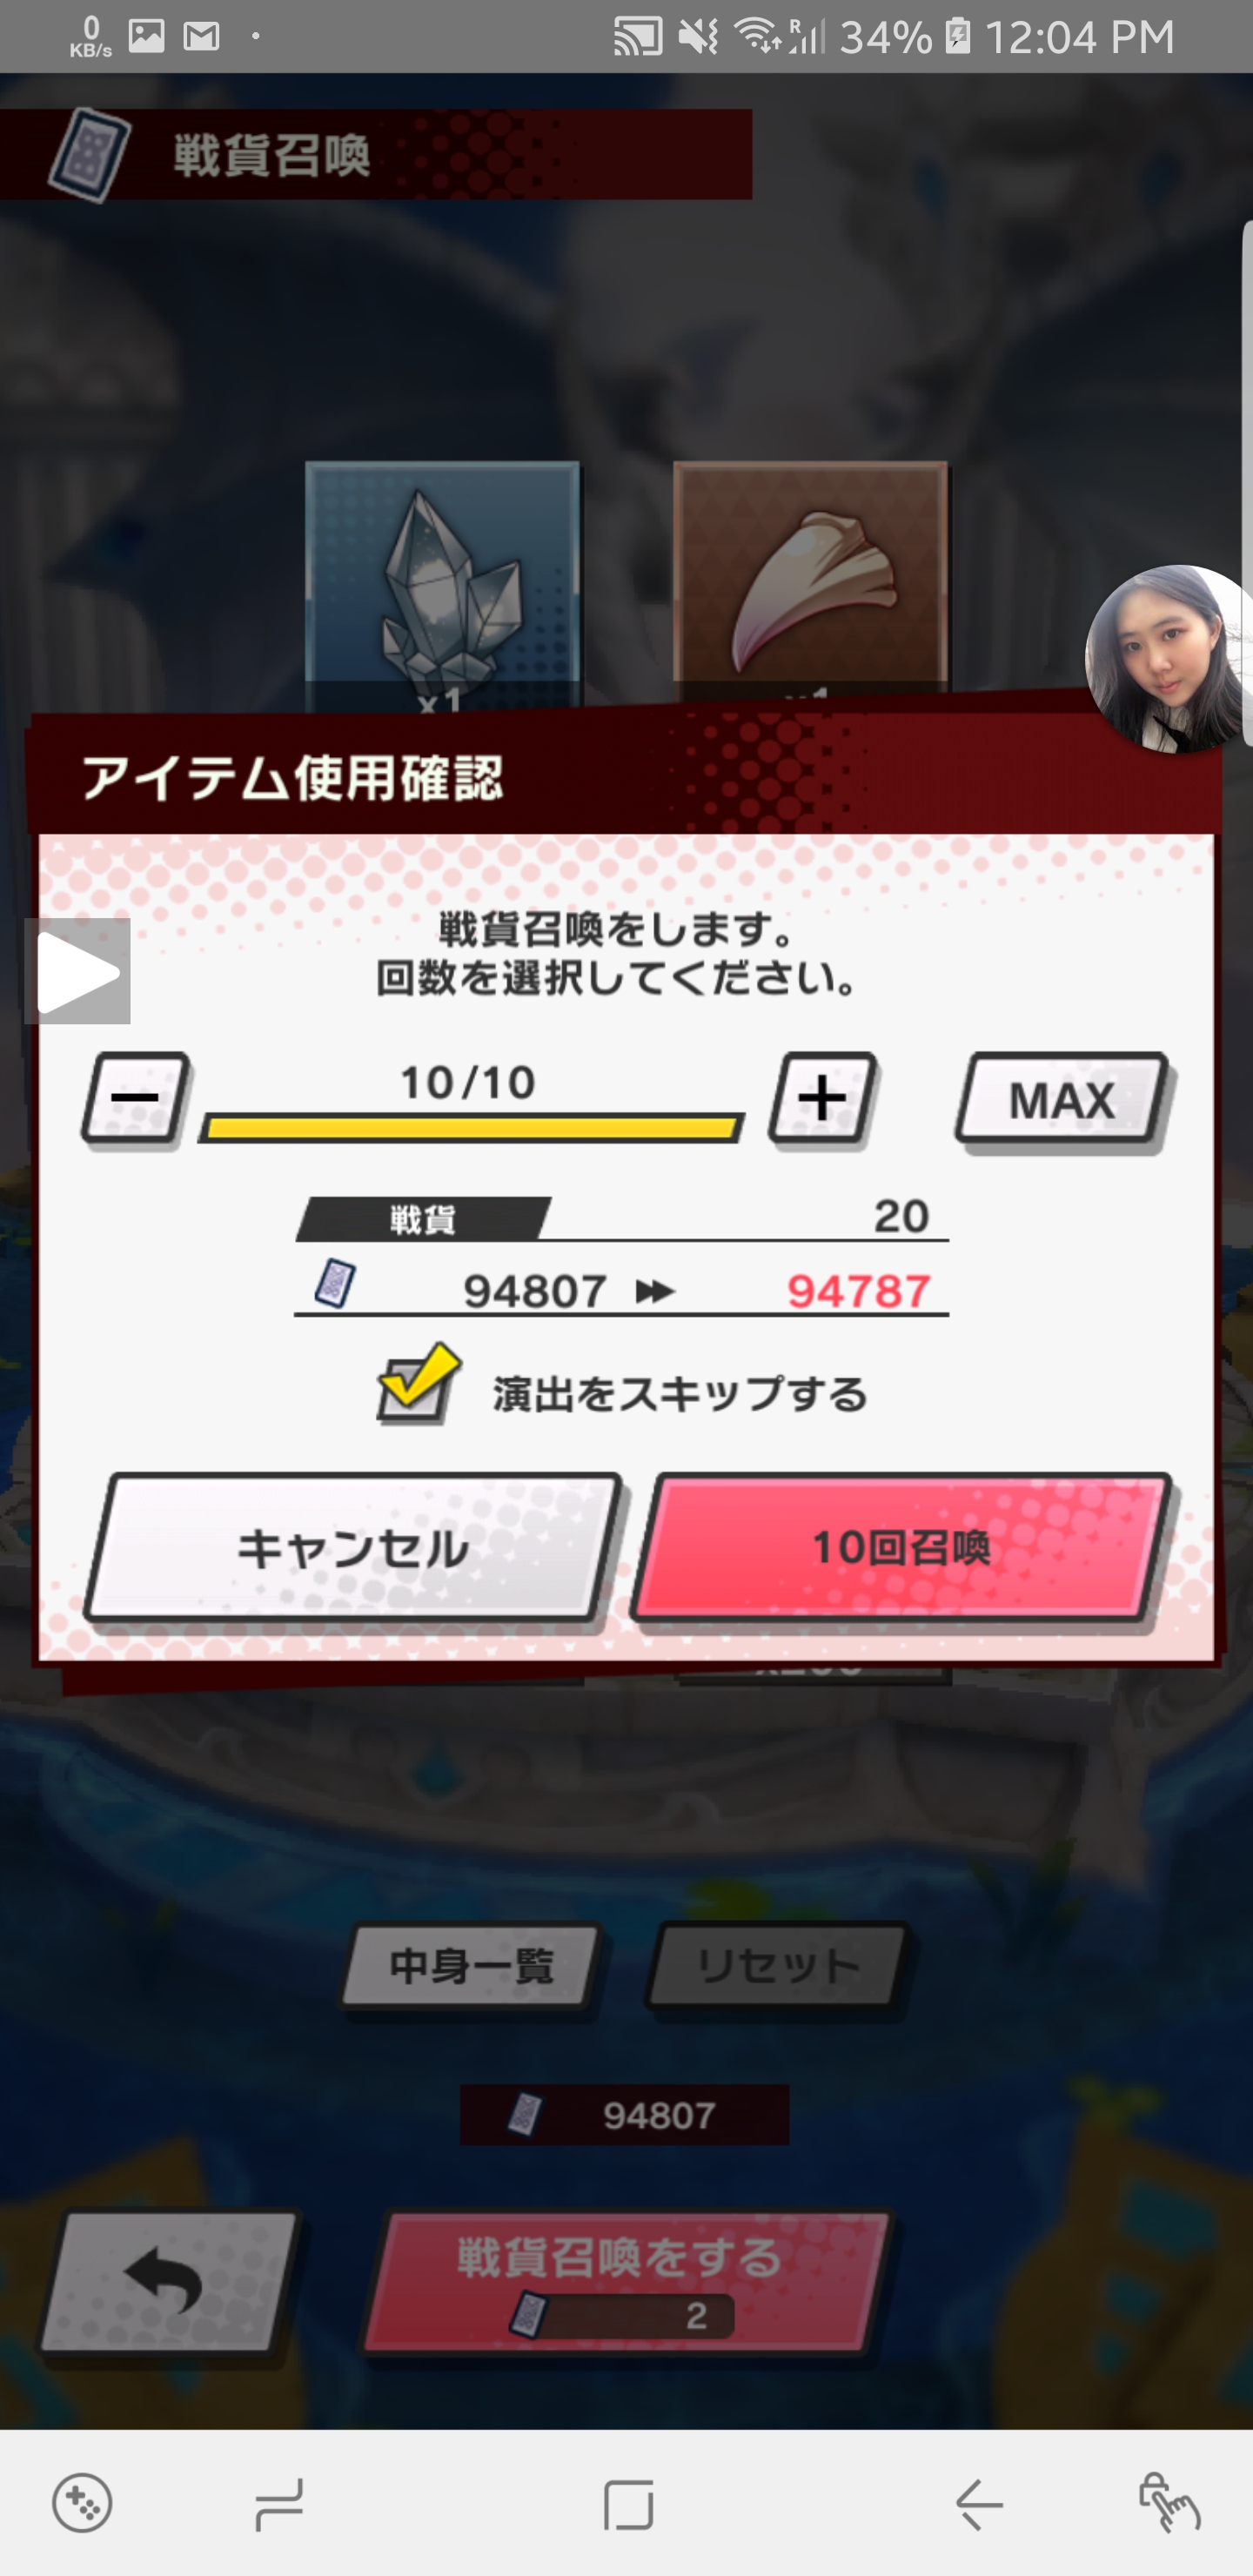 0
KB/s
R
34%
12:04 PM
戦貨召喚
x1
x1
アイテム使用確認
戦貨召喚をします。
回数を選択してください。
10/10
MAX
戦貨 20
94807 94787
演出をスキップする
キャンセル
10回召喚
中身一覧
リセット
94807
戦貨召喚をする
2